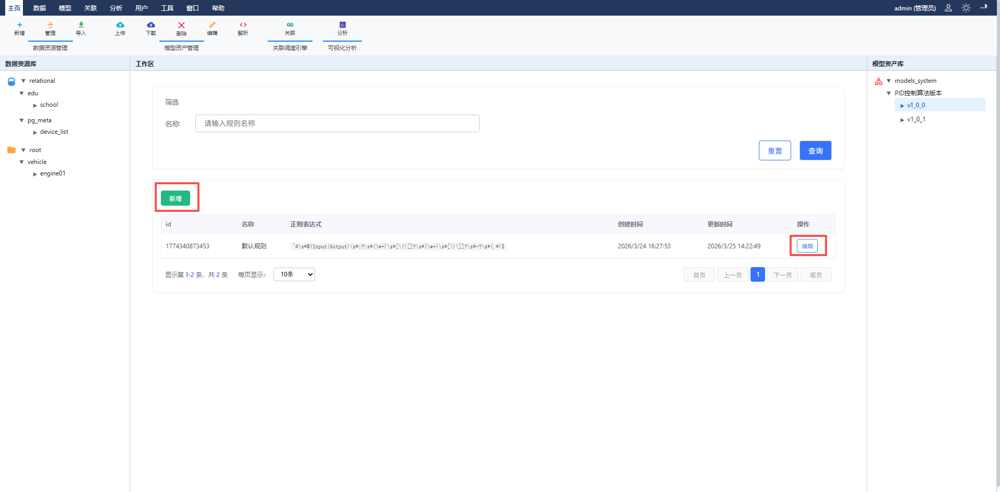 主页 数据 模型 关联 分析 用户 工具 窗口 帮助 admin (管理员)
新增 管理 导入 上传 下载 删除 编辑 解析 关联 分析
数据资源管理 模型资产管理 关联调度引擎 可视化分析
数据资源库
relational
edu
school
pg_meta
device_list
root
vehicle
engine01
工作区
筛选
名称 请输入规则名称
重置 查询
新增
id 名称 正则表达式 创建时间 更新时间 操作
1774340873453 默认规则 ^#\s*@(Input|Output)\s*:?\s*(\w+)\s*[\(\[]?\s*(\w+)\s*[\)\]]?\s*-?\s*(.*)$ 2026/3/24 16:27:53 2026/3/25 14:22:49 编辑
显示第 1-2 条，共 2 条 每页显示： 10条 首页 上一页 1 下一页 尾页
模型资产库
models_system
PID控制算法版本
v1_0_0
v1_0_1